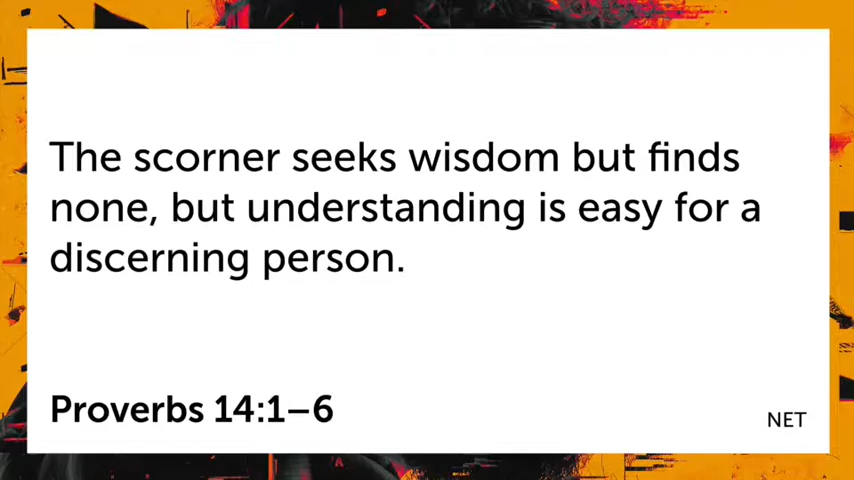 The scorner seeks wisdom but finds
none, but understanding is easy for a
discerning person.
Proverbs 14:1–6
NET